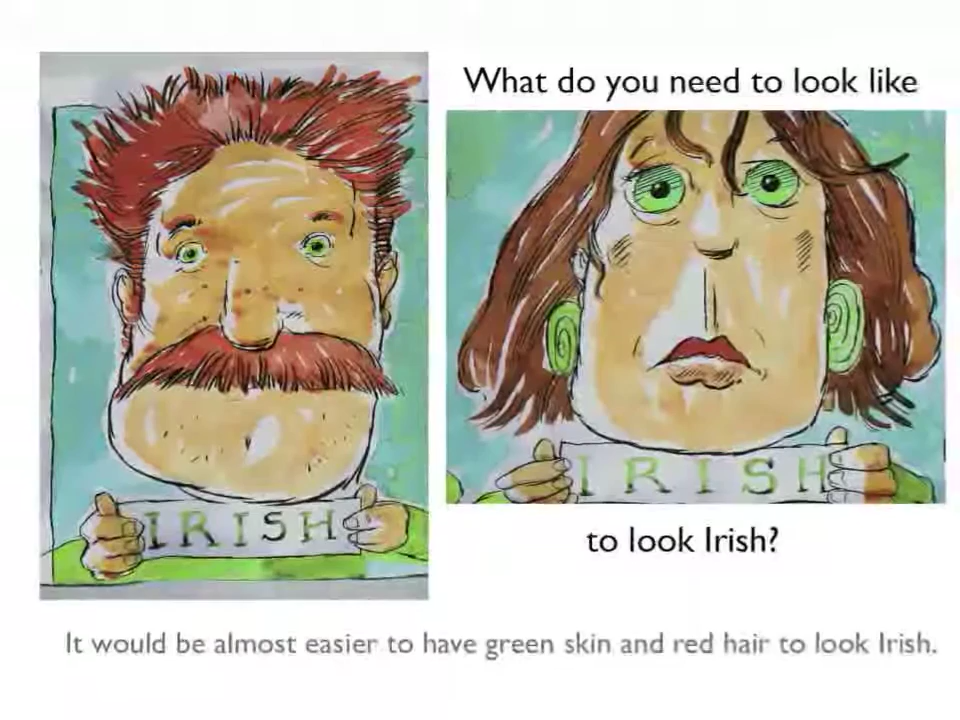 What do you need to look like
IRISH
IRISH
to look Irish?
It would be almost easier to have green skin and red hair to look Irish.